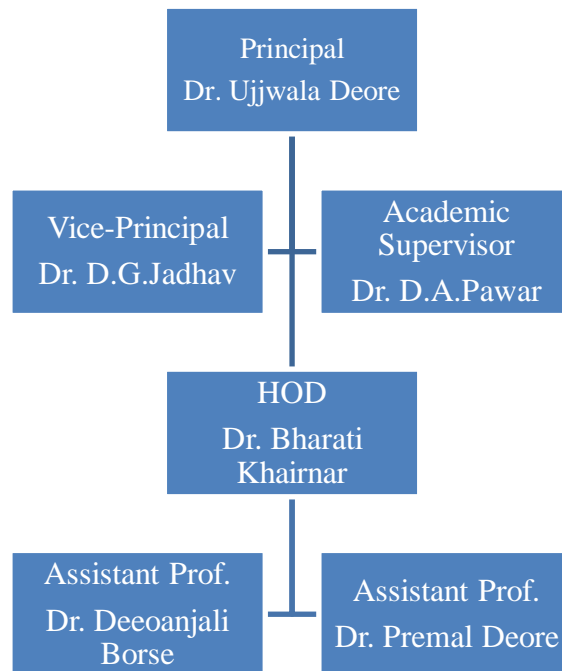 Principal
Dr. Ujjwala Deore
Vice-Principal
Dr. D.G.Jadhav
Academic
Supervisor
Dr. D.A.Pawar
HOD
Dr. Bharati
Khairnar
Assistant Prof.
Dr. Deeoanjali
Borse
Assistant Prof.
Dr. Premal Deore